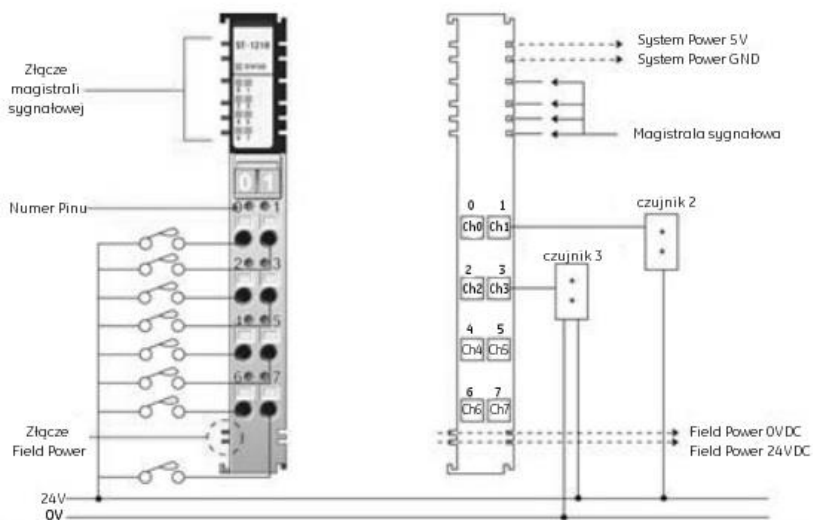 Złącze
magistrali
sygnałowej
ST-1218
Numer Pinu
0 1
0 1
2 3
5
6 7
Złącze
Field Power
24V
0V
System Power 5V
System Power GND
Magistrala sygnałowa
0 1
Ch0 Ch1
czujnik 2
czujnik 3
2 3
Ch2 Ch3
4 5
Ch4 Ch5
6 7
Ch6 Ch7
Field Power 0VDC
Field Power 24VDC